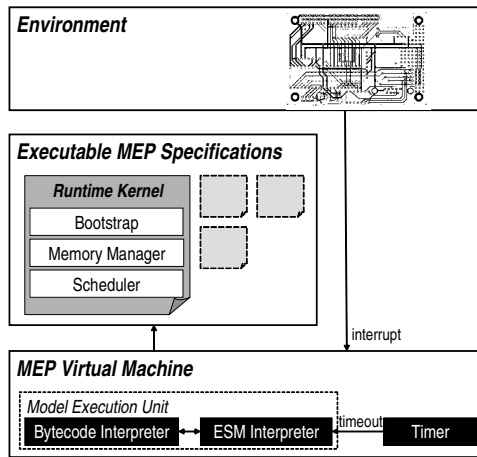 Environment
Executable MEP Specifications
Runtime Kernel
Bootstrap
Memory Manager
Scheduler
interrupt
MEP Virtual Machine
Model Execution Unit
Bytecode Interpreter
ESM Interpreter
timeout
Timer